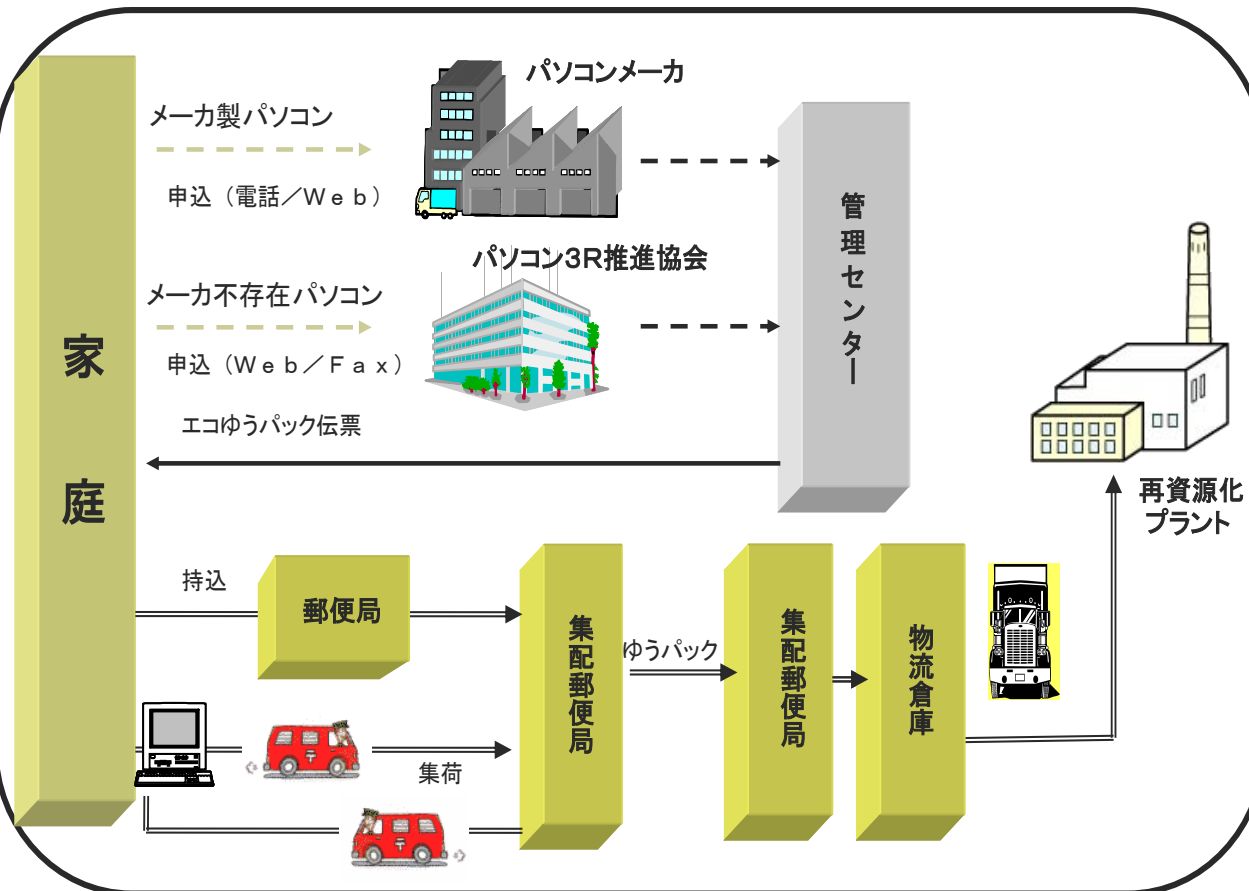 パソコンメーカ
メーカ製パソコン
申込（電話／Ｗｅｂ）
パソコン３Ｒ推進協会
メーカ不存在パソコン
申込（Ｗｅｂ／Ｆａｘ）
エコゆうパック伝票
家庭
管理センター
再資源化
プラント
持込
郵便局
集配郵便局
ゆうパック
集配郵便局
物流倉庫
集荷
〒
〒